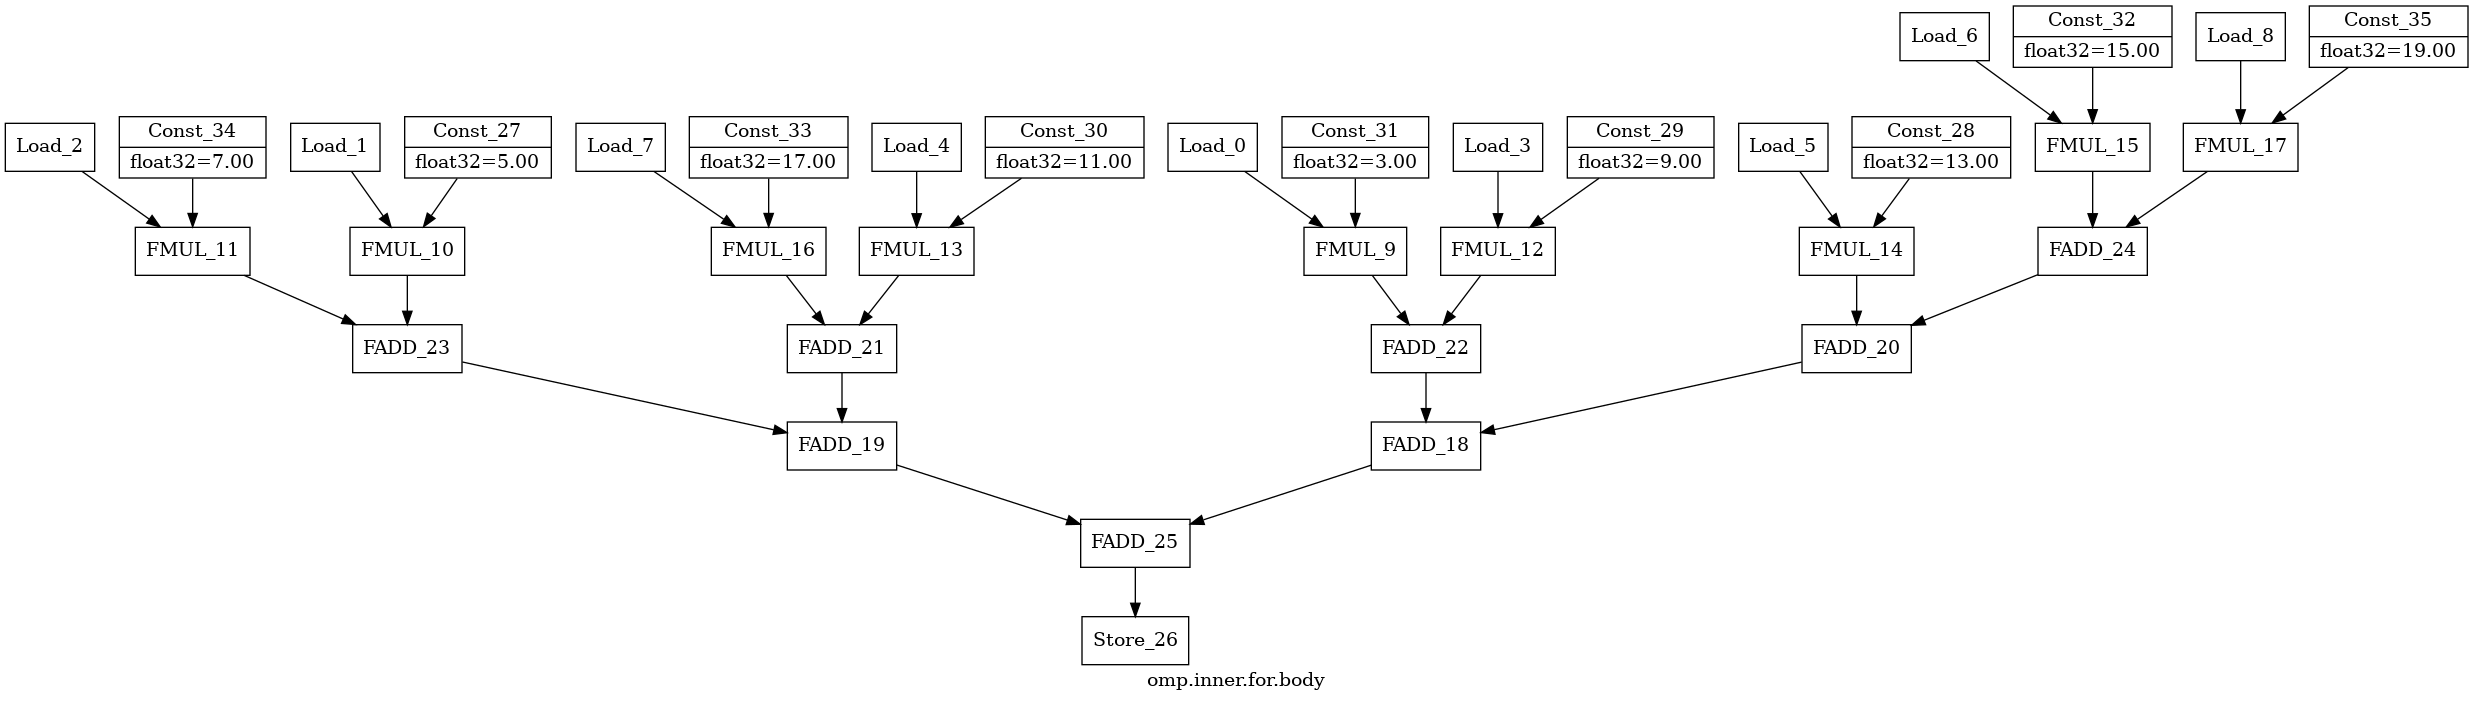 Load_6
Const_32
float32=15.00
Load_8
Const_35
float32=19.00
Load_2
Const_34
float32=7.00
Load_1
Const_27
float32=5.00
Load_7
Const_33
float32=17.00
Load_4
Const_30
float32=11.00
Load_0
Const_31
float32=3.00
Load_3
Const_29
float32=9.00
Load_5
Const_28
float32=13.00
FMUL_15
FMUL_17
FMUL_11
FMUL_10
FMUL_16
FMUL_13
FMUL_9
FMUL_12
FMUL_14
FADD_24
FADD_23
FADD_21
FADD_22
FADD_20
FADD_19
FADD_18
FADD_25
Store_26
omp.inner.for.body